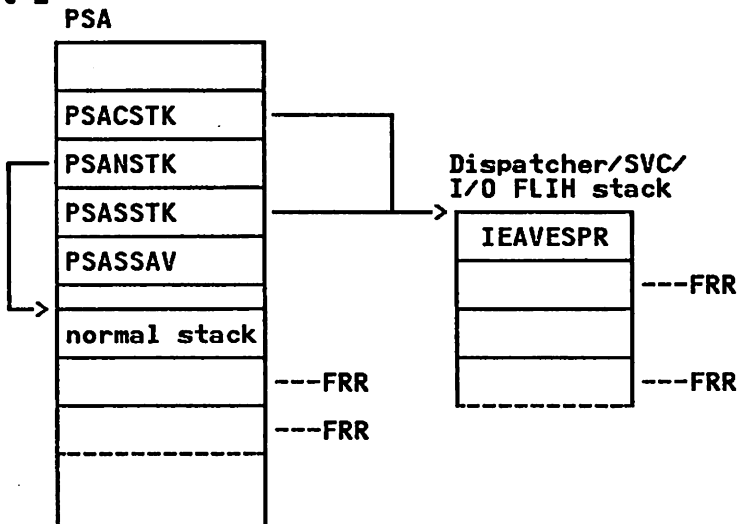 PSA
PSACSTK
PSANSTK
PSASSTK
PSASSAV
normal stack
---FRR
---FRR
Dispatcher/SVC/
I/O FLIH stack
IEAVESPR
---FRR
---FRR